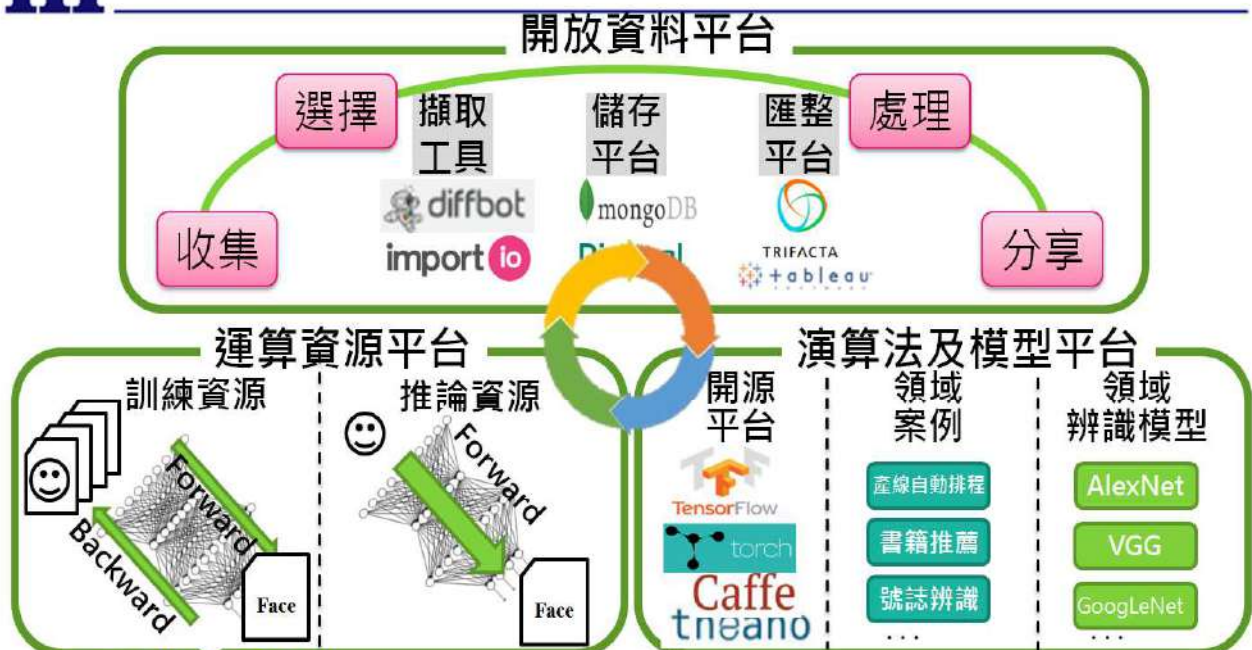 開放資料平台
選擇
擷取
工具
儲存
平台
匯整
平台
處理
收集
diffbot
import io
mongoDB
TRIFACTA
+ableau
分享
運算資源平台
訓練資源
Forward
Backward
Face
推論資源
Forward
Face
演算法及模型平台
開源
平台
TensorFlow
torch
Caffe
tneano
領域
案例
產線自動排程
書籍推薦
號誌辨識
...
領域
辨識模型
AlexNet
VGG
GoogLeNet
...